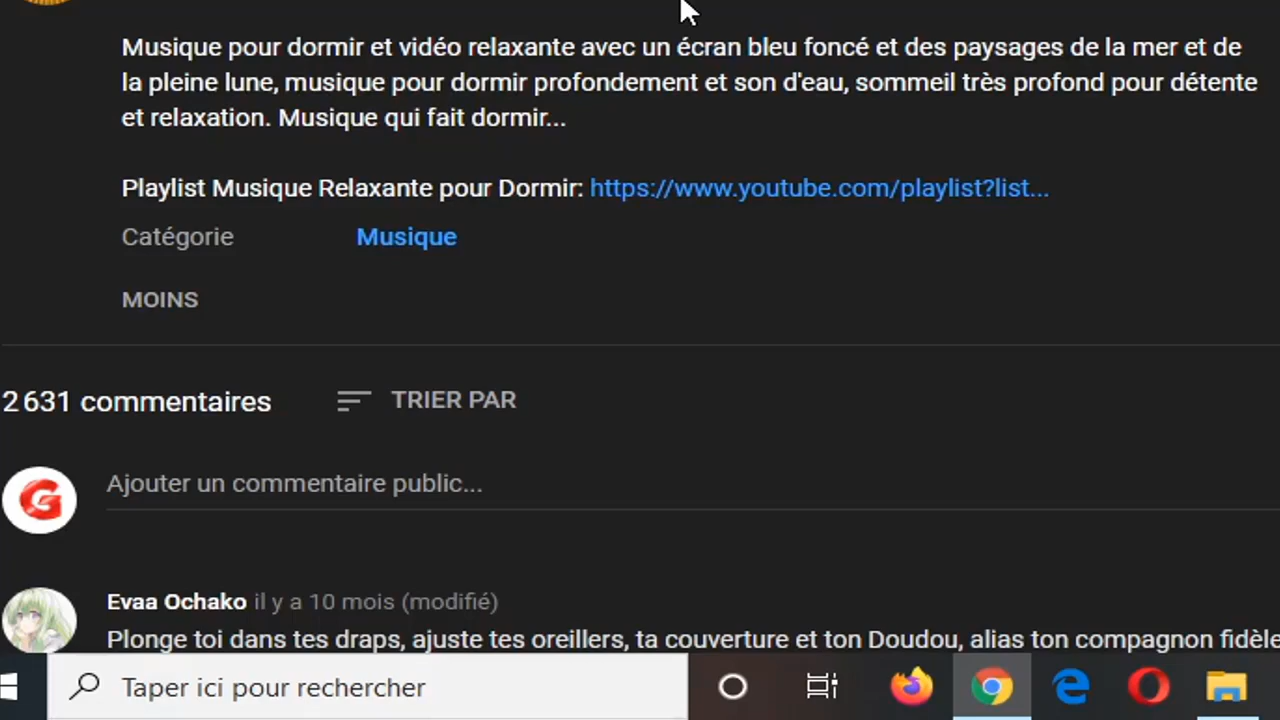 Musique pour dormir et vidéo relaxante avec un écran bleu foncé et des paysages de la mer et de
la pleine lune, musique pour dormir profondement et son d'eau, sommeil très profond pour détente
et relaxation. Musique qui fait dormir...
Playlist Musique Relaxante pour Dormir: https://www.youtube.com/playlist?list...
Catégorie Musique
MOINS
2 631 commentaires TRIER PAR
G
Ajouter un commentaire public...
Evaa Ochako il y a 10 mois (modifié)
Plonge toi dans tes draps, ajuste tes oreillers, ta couverture et ton Doudou, alias ton compagnon fidèle
Taper ici pour rechercher